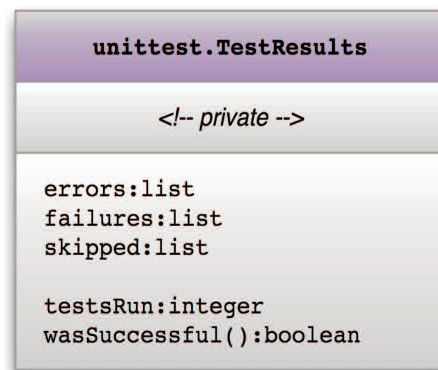 unittest.TestResults
<!-- private -->
errors:list
failures:list
skipped:list
testsRun:integer
wasSuccessful():boolean